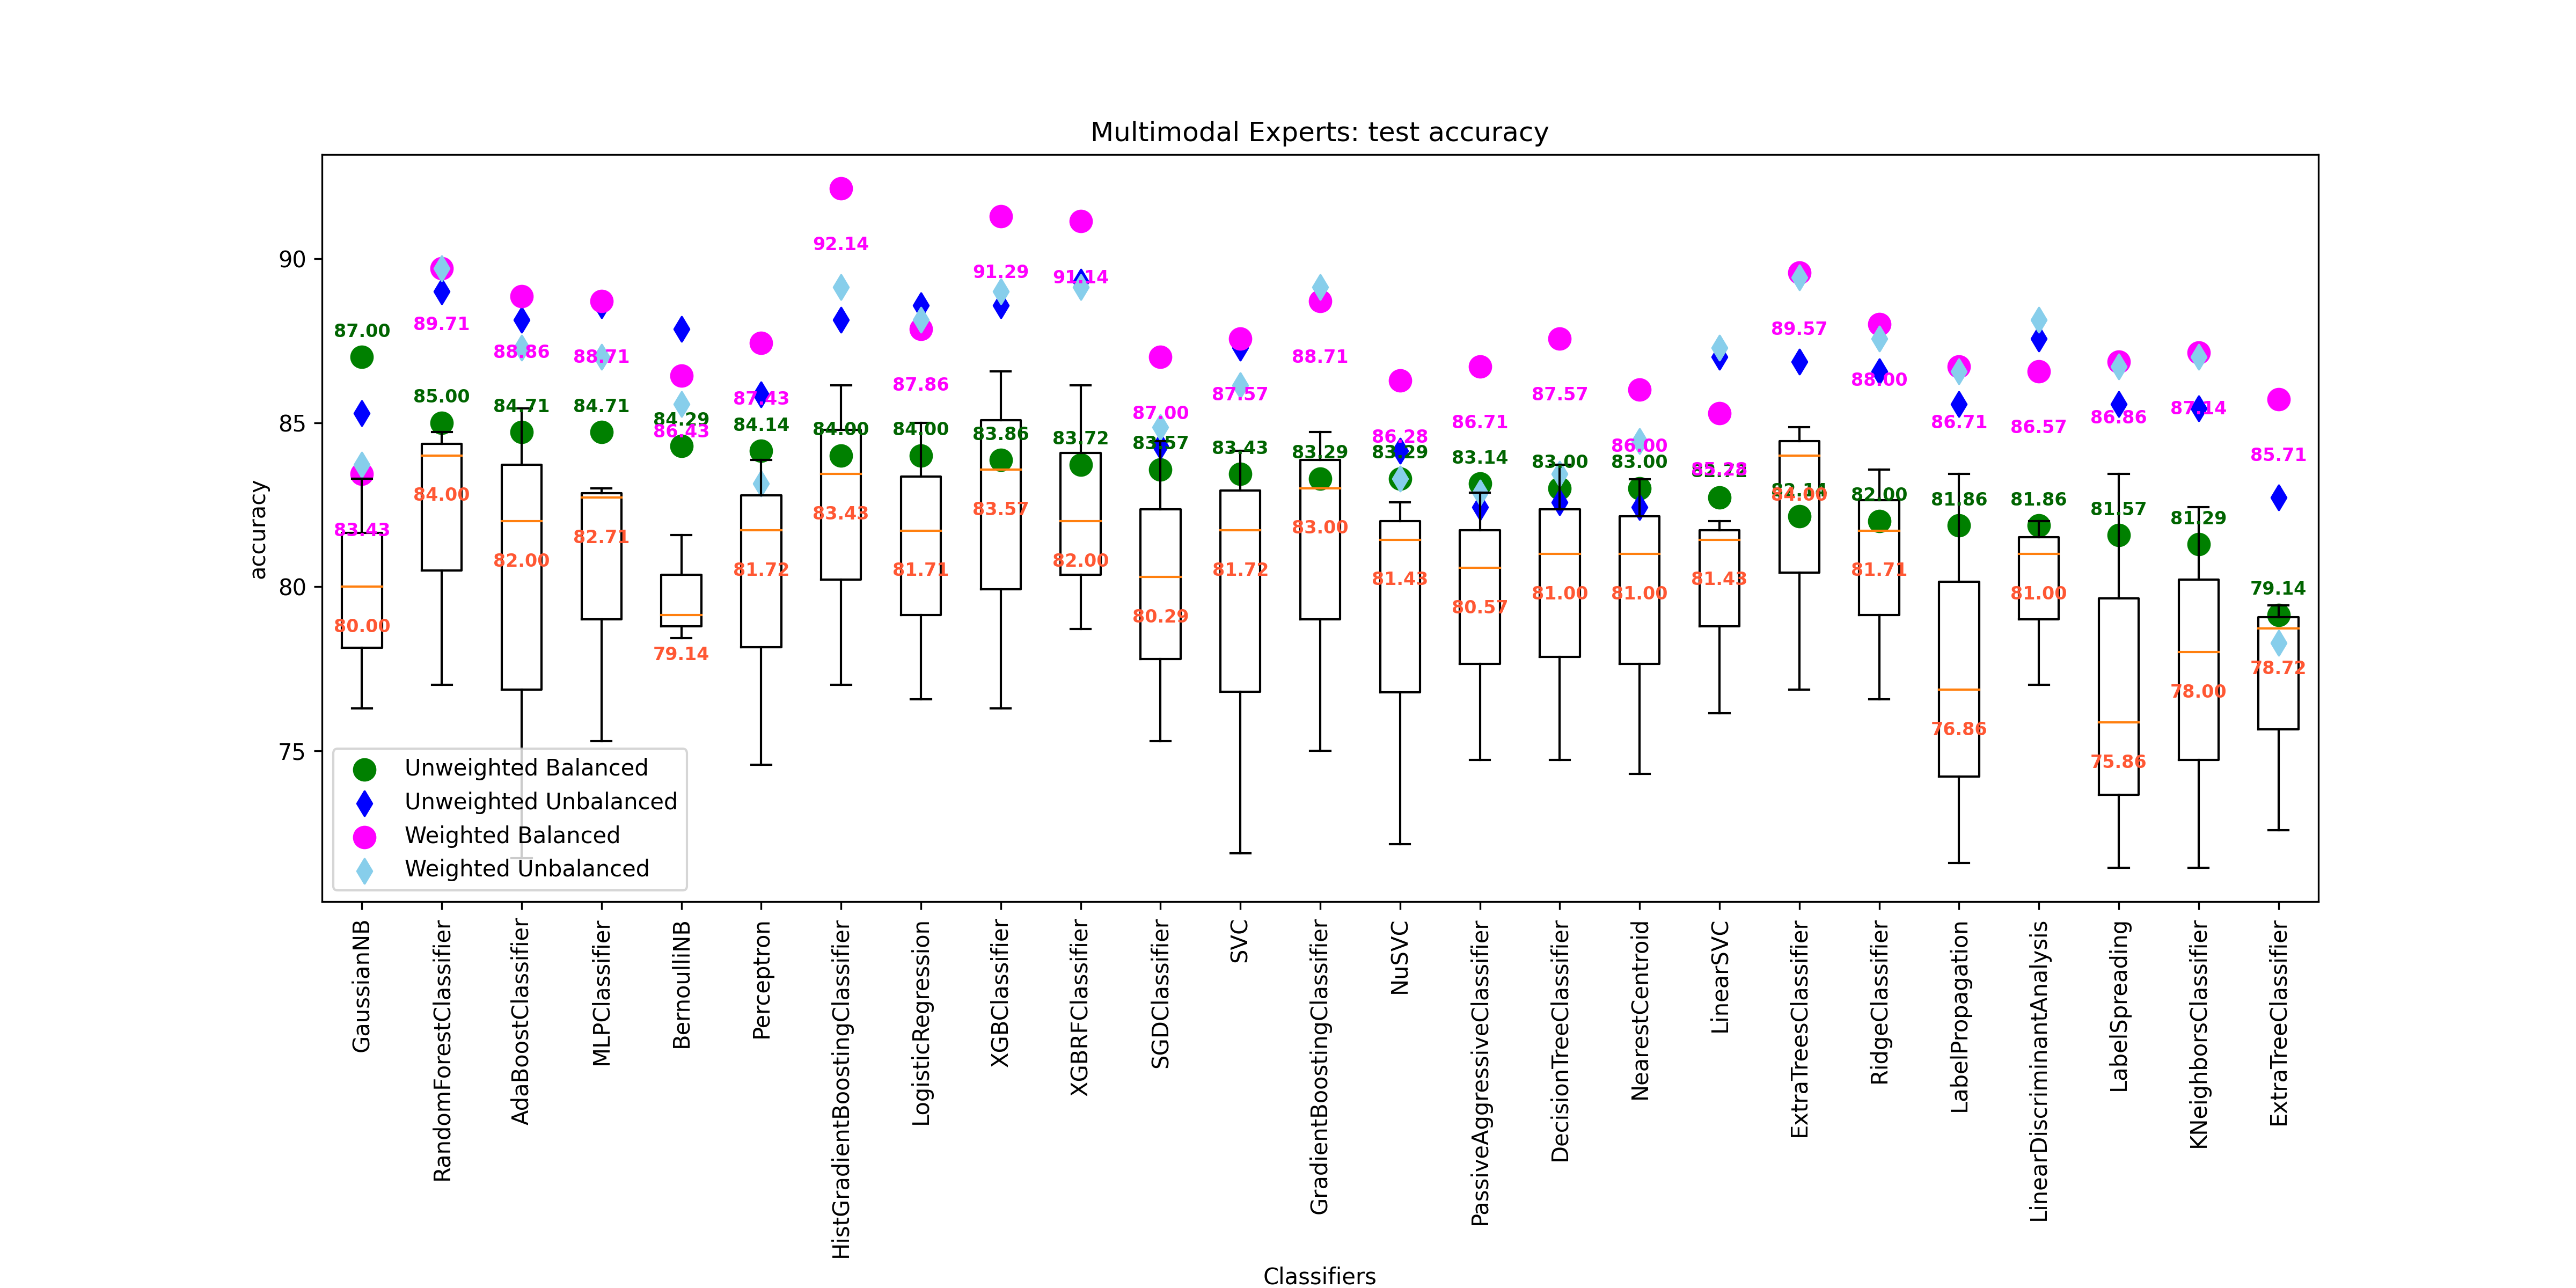 Multimodal Experts: test accuracy
accuracy
90
85
80
75
92.14
91.29
91.14
87.00
89.71
88.86
88.71
87.43
87.86
87.57
88.71
87.57
89.57
88.00
87.14
85.00
84.71
84.71
84.29
86.43
84.14
84.00
84.00
83.86
83.72
87.00
83.57
83.43
83.29
86.28
83.29
86.71
83.14
83.00
86.00
83.00
85.28
82.72
82.14
84.00
82.00
86.71
81.86
86.57
81.86
86.86
81.57
81.29
85.71
79.14
83.43
80.00
84.00
82.00
82.71
79.14
81.72
83.43
81.71
83.57
82.00
80.29
81.72
83.00
81.43
80.57
81.00
81.00
81.43
81.71
76.86
81.00
75.86
78.00
78.72
Unweighted Balanced
Unweighted Unbalanced
Weighted Balanced
Weighted Unbalanced
GaussianNB
RandomForestClassifier
AdaBoostClassifier
MLPClassifier
BernoulliNB
Perceptron
HistGradientBoostingClassifier
LogisticRegression
XGBClassifier
XGBRFClassifier
SGDClassifier
SVC
GradientBoostingClassifier
NuSVC
PassiveAggressiveClassifier
DecisionTreeClassifier
NearestCentroid
LinearSVC
ExtraTreesClassifier
RidgeClassifier
LabelPropagation
LinearDiscriminantAnalysis
LabelSpreading
KNeighborsClassifier
ExtraTreeClassifier
Classifiers